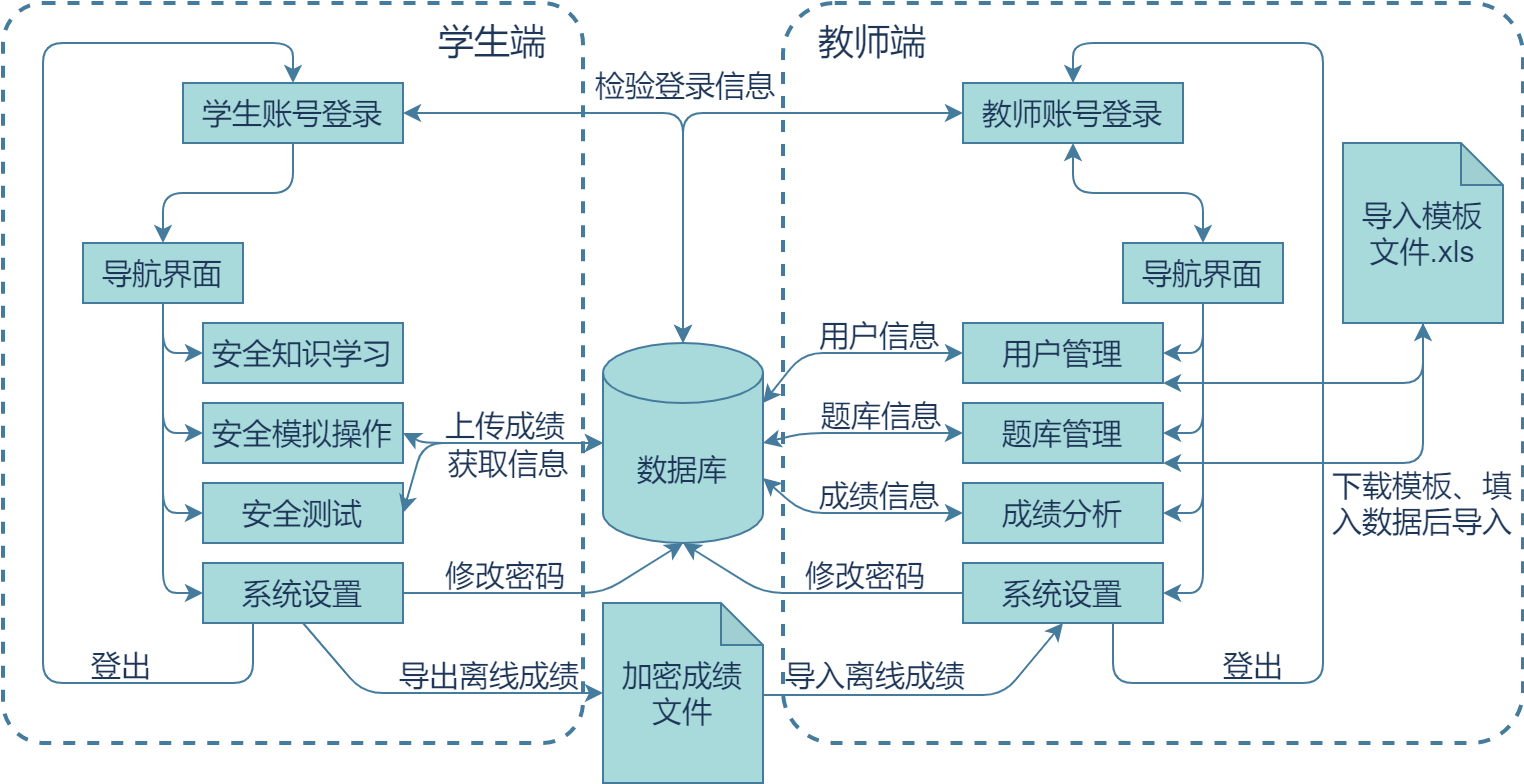 学生端
教师端
检验登录信息
学生账号登录
教师账号登录
导入模板
文件.xls
导航界面
导航界面
安全知识学习
用户信息
用户管理
安全模拟操作
上传成绩
获取信息
数据库
题库信息
题库管理
安全测试
成绩信息
成绩分析
下载模板、填
入数据后导入
系统设置
修改密码
修改密码
系统设置
登出
导出离线成绩
加密成绩
文件
导入离线成绩
登出